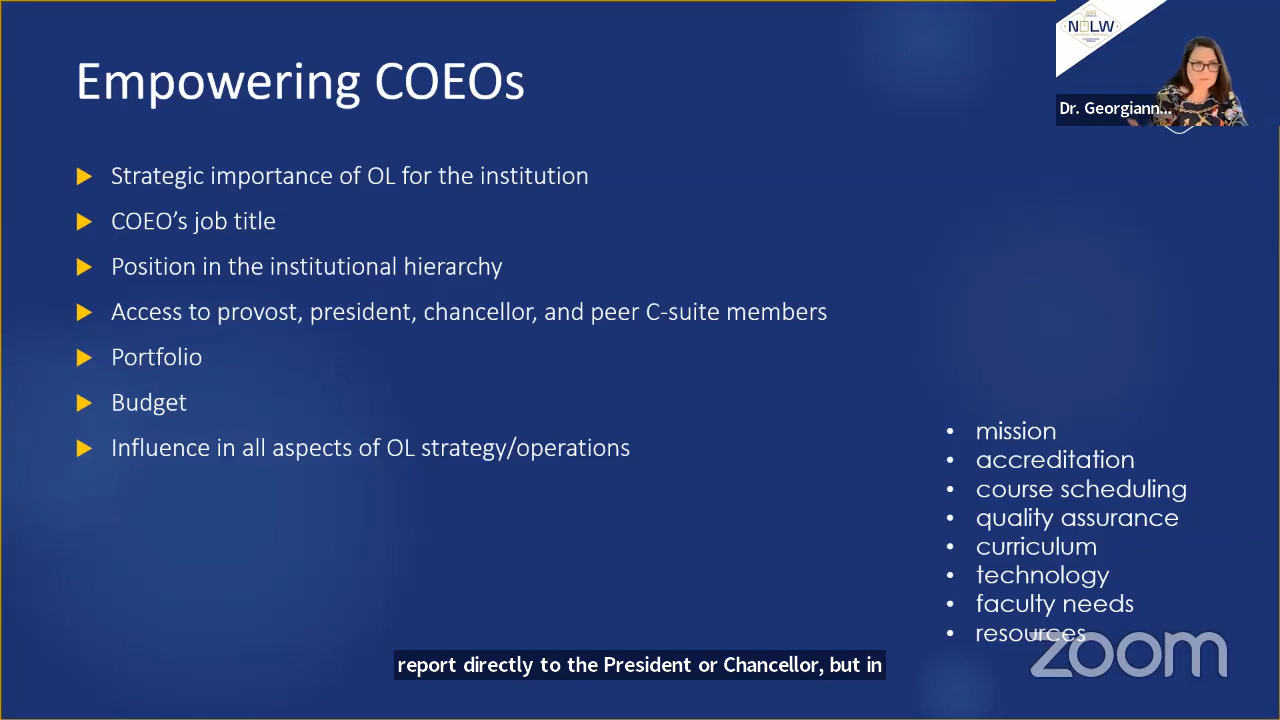 Empowering COEOs
NOLW
Dr. Georgiann...
Strategic importance of OL for the institution
COEO's job title
Position in the institutional hierarchy
Access to provost, president, chancellor, and peer C-suite members
Portfolio
Budget
Influence in all aspects of OL strategy/operations
• mission
• accreditation
• course scheduling
• quality assurance
• curriculum
• technology
• faculty needs
• resources
zoom
report directly to the President or Chancellor, but in